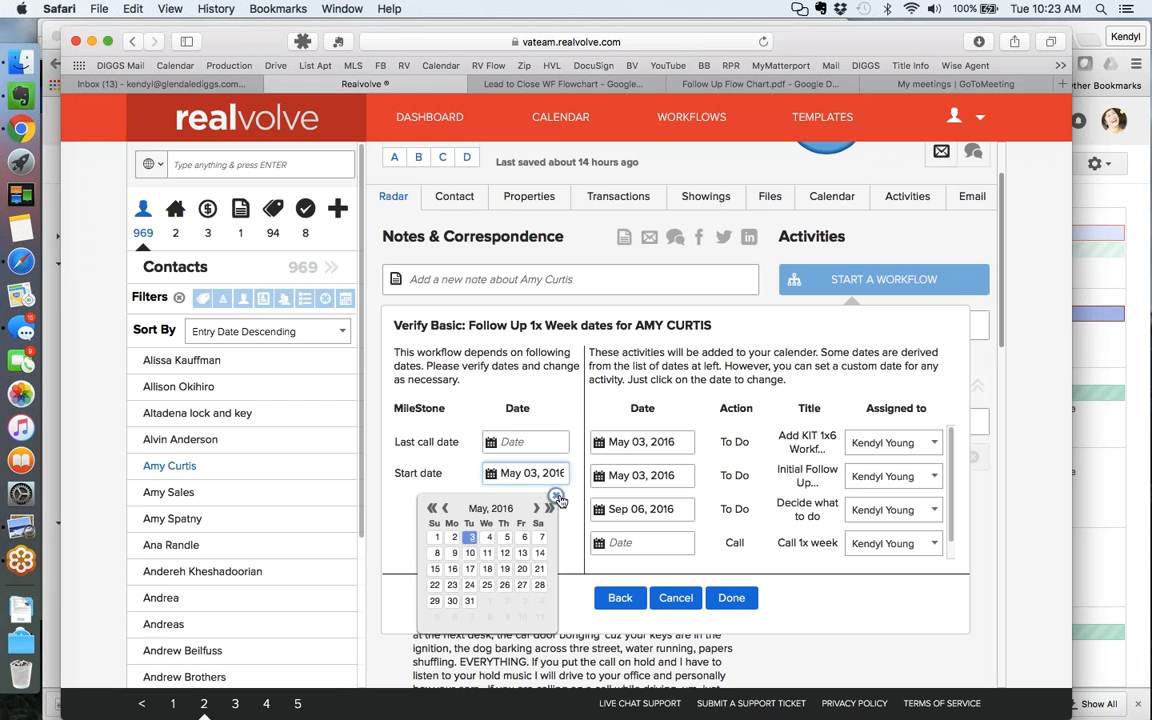 Safari File Edit View History Bookmarks Window Help 100% Tue 10:23 AM
vateam.realvolve.com Kendyl
DIGGS Mail Calendar Production Drive List Apt MLS FB RV Calendar RV Flow Zip HVL DocuSign BV YouTube BB RPR MyMatterport Mail DIGGS Title Info Wise Agent >>
Inbox (13) - kendyl@glendalediggs.com... Realvolve ® Lead to Close WF Flowchart - Google... Follow Up Flow Chart.pdf - Google D... My meetings | GoToMeeting
ther Bookmarks
realvolve DASHBOARD CALENDAR WORKFLOWS TEMPLATES
Type anything & press ENTER
A B C D Last saved about 14 hours ago
969 2 3 1 94 8
Radar Contact Properties Transactions Showings Files Calendar Activities Email
Contacts 969
Notes & Correspondence Activities
Filters
Add a new note about Amy Curtis START A WORKFLOW
Sort By Entry Date Descending
Alissa Kauffman
Allison Okihiro
Altadena lock and key
Alvin Anderson
Amy Curtis
Amy Sales
Amy Spatny
Ana Randle
Andereh Kheshadoorian
Andrea
Andreas
Andrew Beilfuss
Andrew Brothers
< 1 2 3 4 5
Verify Basic: Follow Up 1x Week dates for AMY CURTIS
This workflow depends on following
dates. Please verify dates and change
as necessary.
MileStone Date
Last call date Date
Start date May 03, 2016
May, 2016
Su Mo Tu We Th Fr Sa
1 2 3 4 5 6 7
8 9 10 11 12 13 14
15 16 17 18 19 20 21
22 23 24 25 26 27 28
29 30 31 1 2 3 4
5 6 7 8 9 10 11
These activities will be added to your calender. Some dates are derived
from the list of dates at left. However, you can set a custom date for any
activity. Just click on the date to change.
Date Action Title Assigned to
May 03, 2016 To Do Add KIT 1x6 Workf... Kendyl Young
May 03, 2016 To Do Initial Follow Up... Kendyl Young
Sep 06, 2016 To Do Decide what to do Kendyl Young
Date Call Call 1x week Kendyl Young
Back Cancel Done
at the next desk, the car door bonging 'cuz your keys are in the
ignition, the dog barking across thre street, water running, papers
shuffling. EVERYTHING. If you put the call on hold and I have to
listen to your hold music I will drive to your office and personally
LIVE CHAT SUPPORT SUBMIT A SUPPORT TICKET PRIVACY POLICY TERMS OF SERVICE
Show All